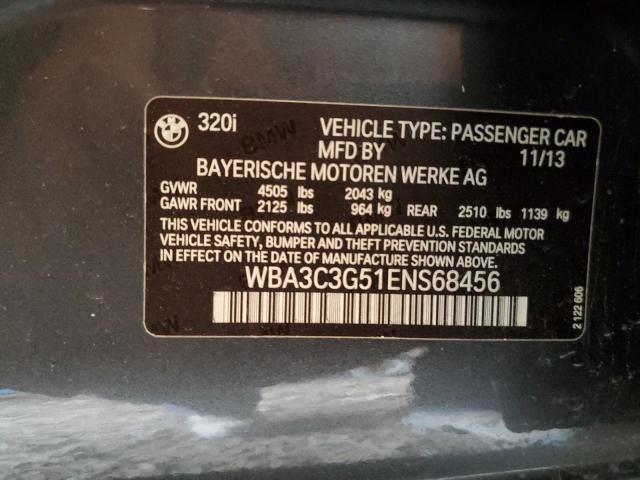 320i VEHICLE TYPE: PASSENGER CAR
MFD BY 11/13
BAYERISCHE MOTOREN WERKE AG
GVWR 4505 lbs 2043 kg
GAWR FRONT 2125 lbs 964 kg REAR 2510 lbs 1139 kg
THIS VEHICLE CONFORMS TO ALL APPLICABLE U.S. FEDERAL MOTOR
VEHICLE SAFETY, BUMPER AND THEFT PREVENTION STANDARDS
IN EFFECT ON THE DATE OF MANUFACTURE SHOWN ABOVE.
WBA3C3G51ENS68456
2 122 606